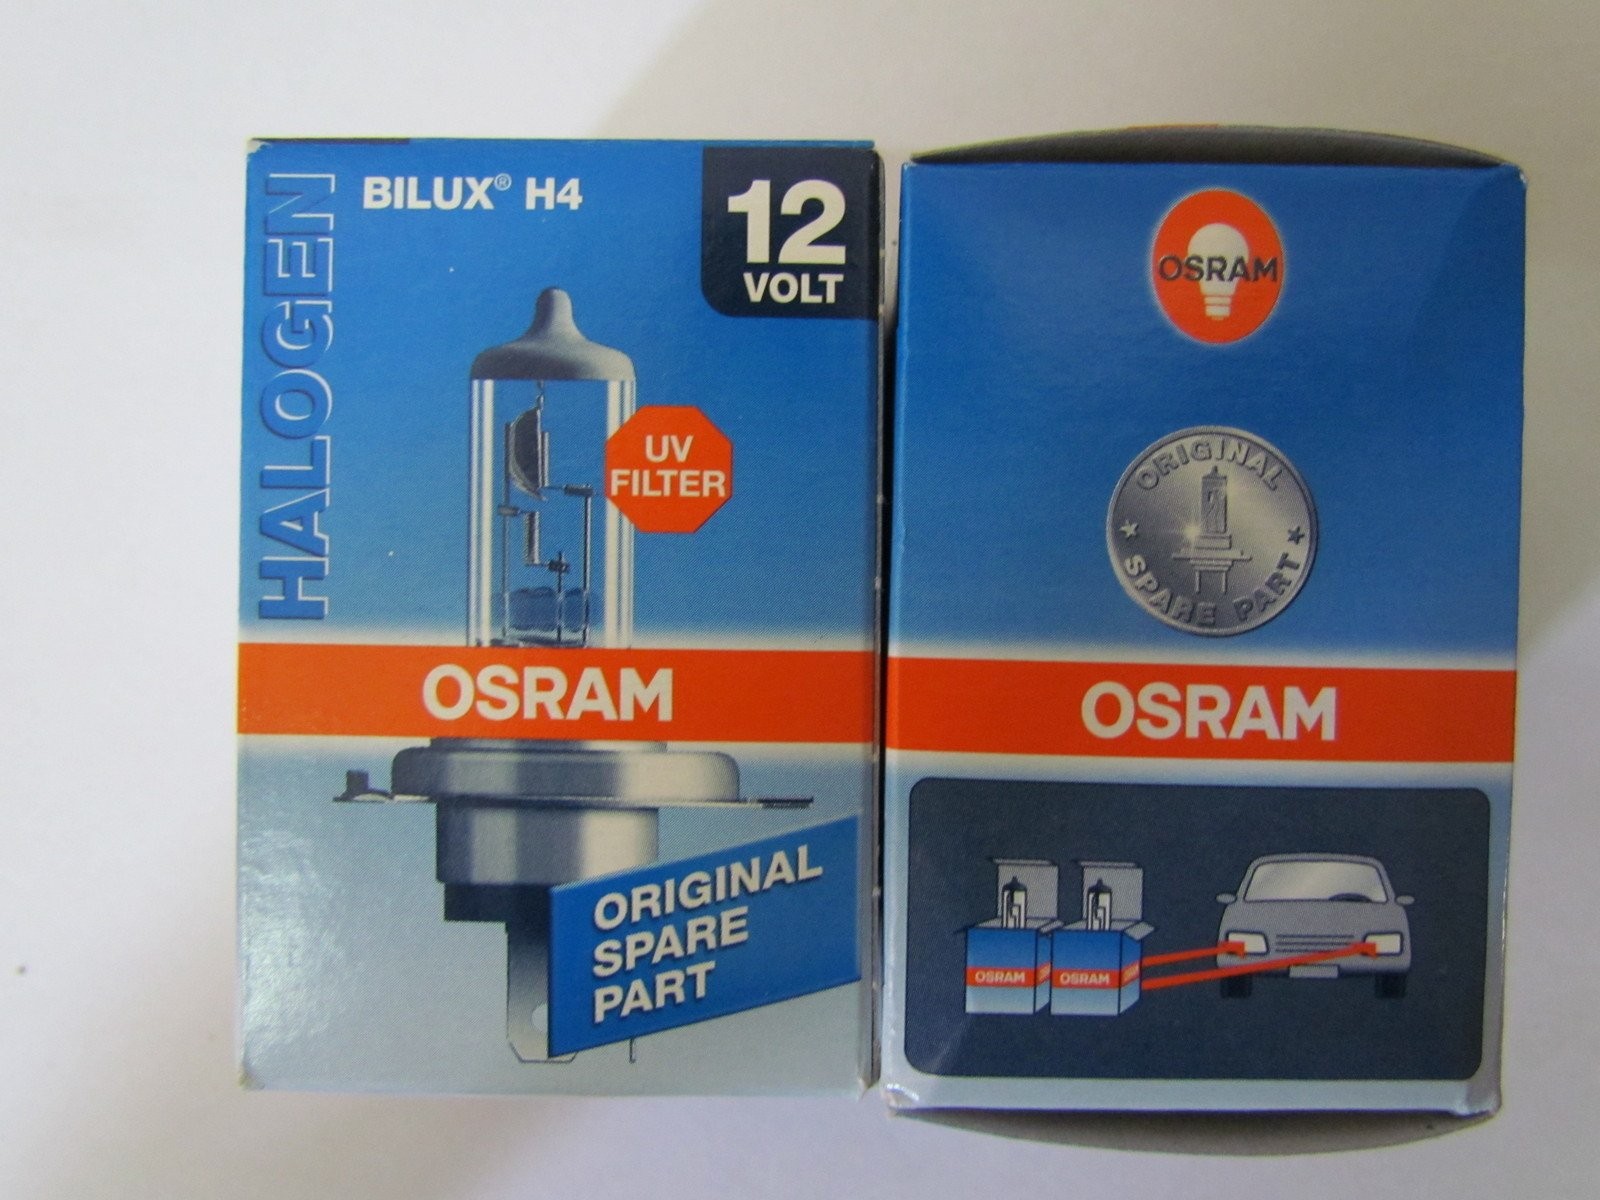 HALOGEN
BILUX® H4
12
VOLT
UV
FILTER
OSRAM
ORIGINAL
SPARE
PART
OSRAM
ORIGINAL
SPARE PART
OSRAM
OSRAM
OSRAM